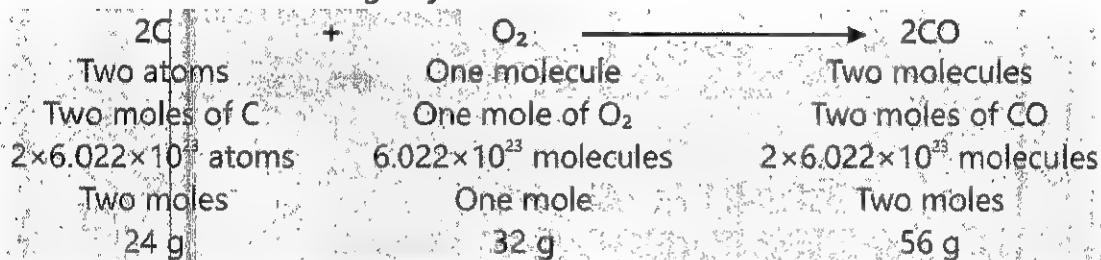 2C + O₂ ⟶ 2CO
Two atoms One molecule Two molecules
Two moles of C One mole of O₂ Two moles of CO
2×6.022×10²³ atoms 6.022×10²³ molecules 2×6.022×10²³ molecules
Two moles One mole Two moles
24 g 32 g 56 g